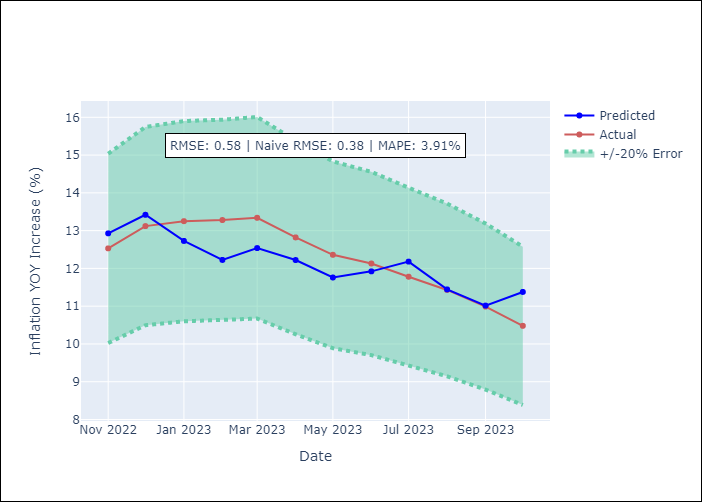 RMSE: 0.58 | Naive RMSE: 0.38 | MAPE: 3.91%
Predicted
Actual
+/-20% Error
Inflation YOY Increase (%)
16
15
14
13
12
11
10
9
8
Nov 2022
Jan 2023
Mar 2023
May 2023
Jul 2023
Sep 2023
Date